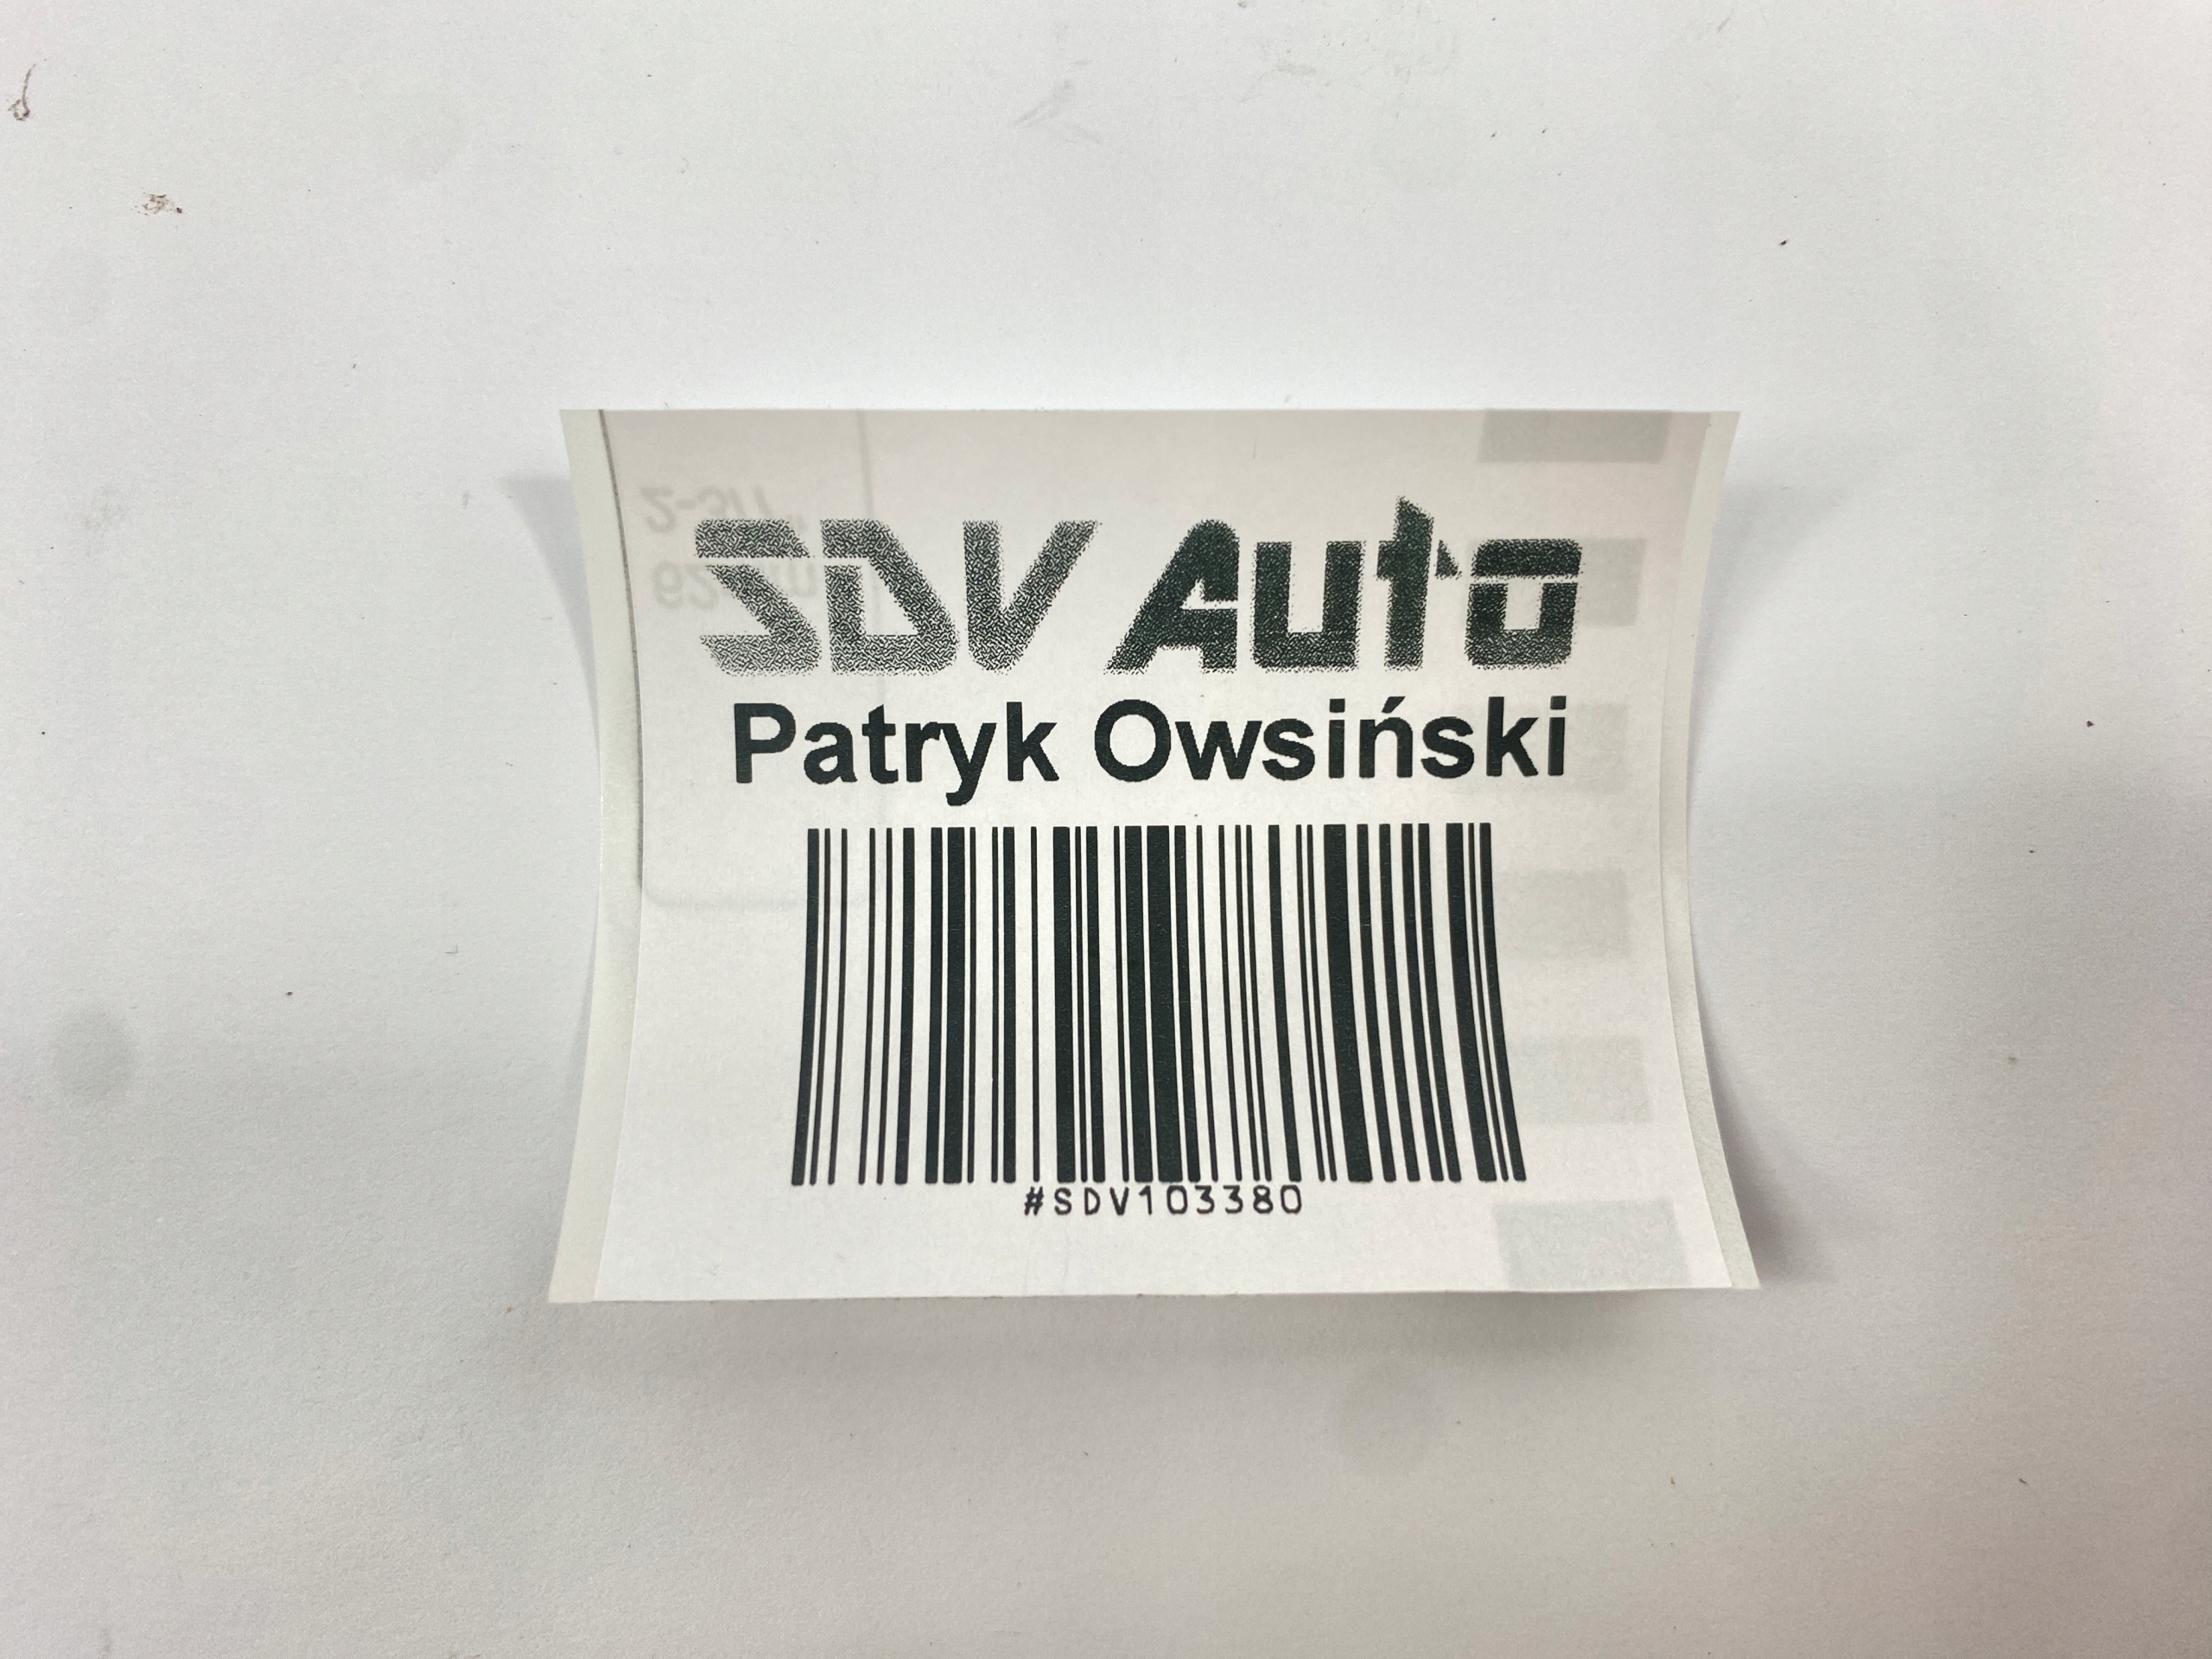 SDV Auto
Patryk Owsiński
#SDV103380